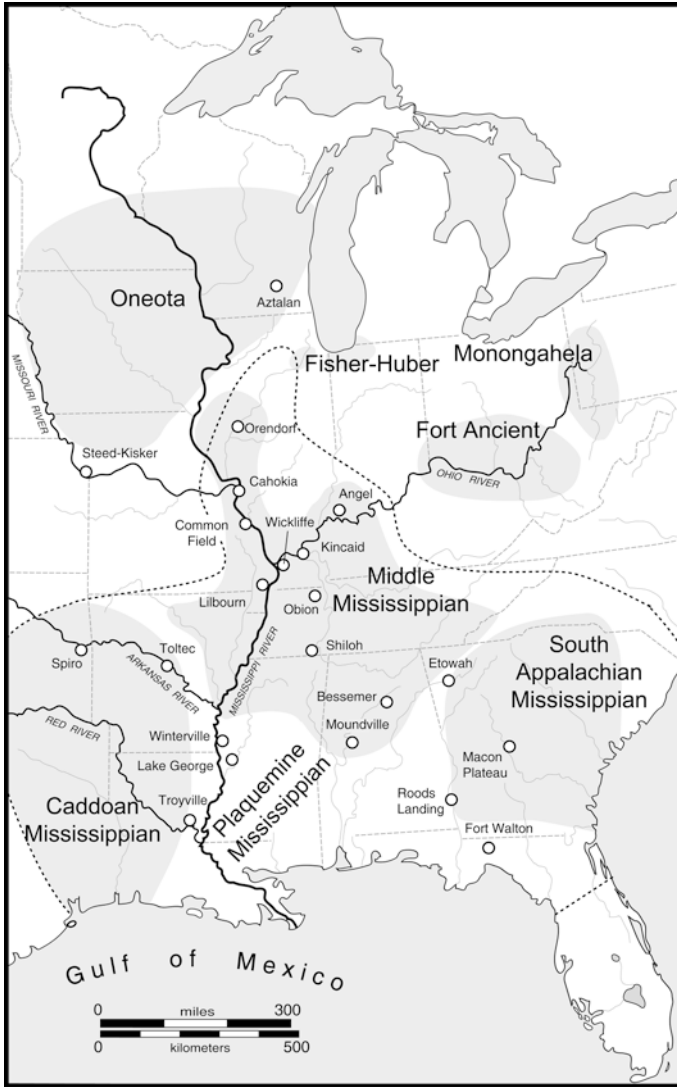 Oneota
Aztalan
Fisher-Huber
Monongahela
MISSOURI RIVER
Orendorf
Fort Ancient
Steed-Kisker
Cahokia
OHIO RIVER
Angel
Common
Field
Wickliffe
Kincaid
Lilbourn
Middle
Mississippian
Obion
Spiro
Toltec
ARKANSAS RIVER
MISSISSIPPI RIVER
Shiloh
South
Appalachian
Mississippian
Etowah
Bessemer
Moundville
RED RIVER
Winterville
Lake George
Macon
Plateau
Troyville
Plaquemine
Mississippian
Roods
Landing
Caddoan
Mississippian
Fort Walton
Gulf of Mexico
0 miles 300
0 kilometers 500